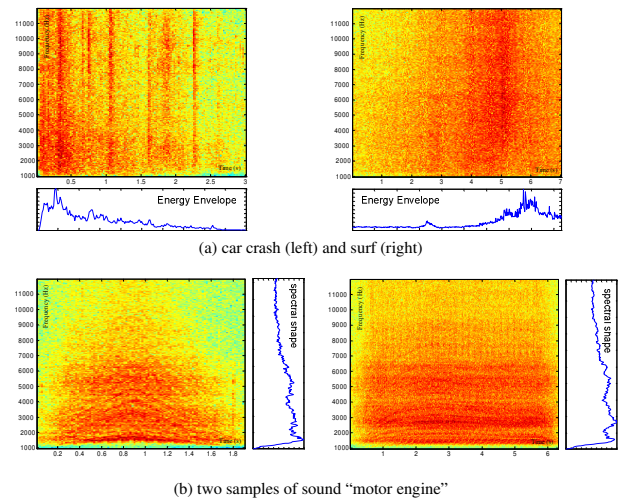 12000
11000
10000
9000
8000
7000
6000
5000
4000
3000
2000
1000
Frequency (Hz)
Time (s)
0.5 1 1.5 2 2.5 3
Energy Envelope
12000
11000
10000
9000
8000
7000
6000
5000
4000
3000
2000
1000
Frequency (Hz)
Time (s)
1 2 3 4 5 6 7
Energy Envelope
(a) car crash (left) and surf (right)
12000
11000
10000
9000
8000
7000
6000
5000
4000
3000
2000
1000
Frequency (Hz)
Time (s)
0.2 0.4 0.6 0.8 1 1.2 1.4 1.6 1.8
spectral shape
12000
11000
10000
9000
8000
7000
6000
5000
4000
3000
2000
1000
Frequency (Hz)
1 2 3 4 5 6
spectral shape
(b) two samples of sound “motor engine”